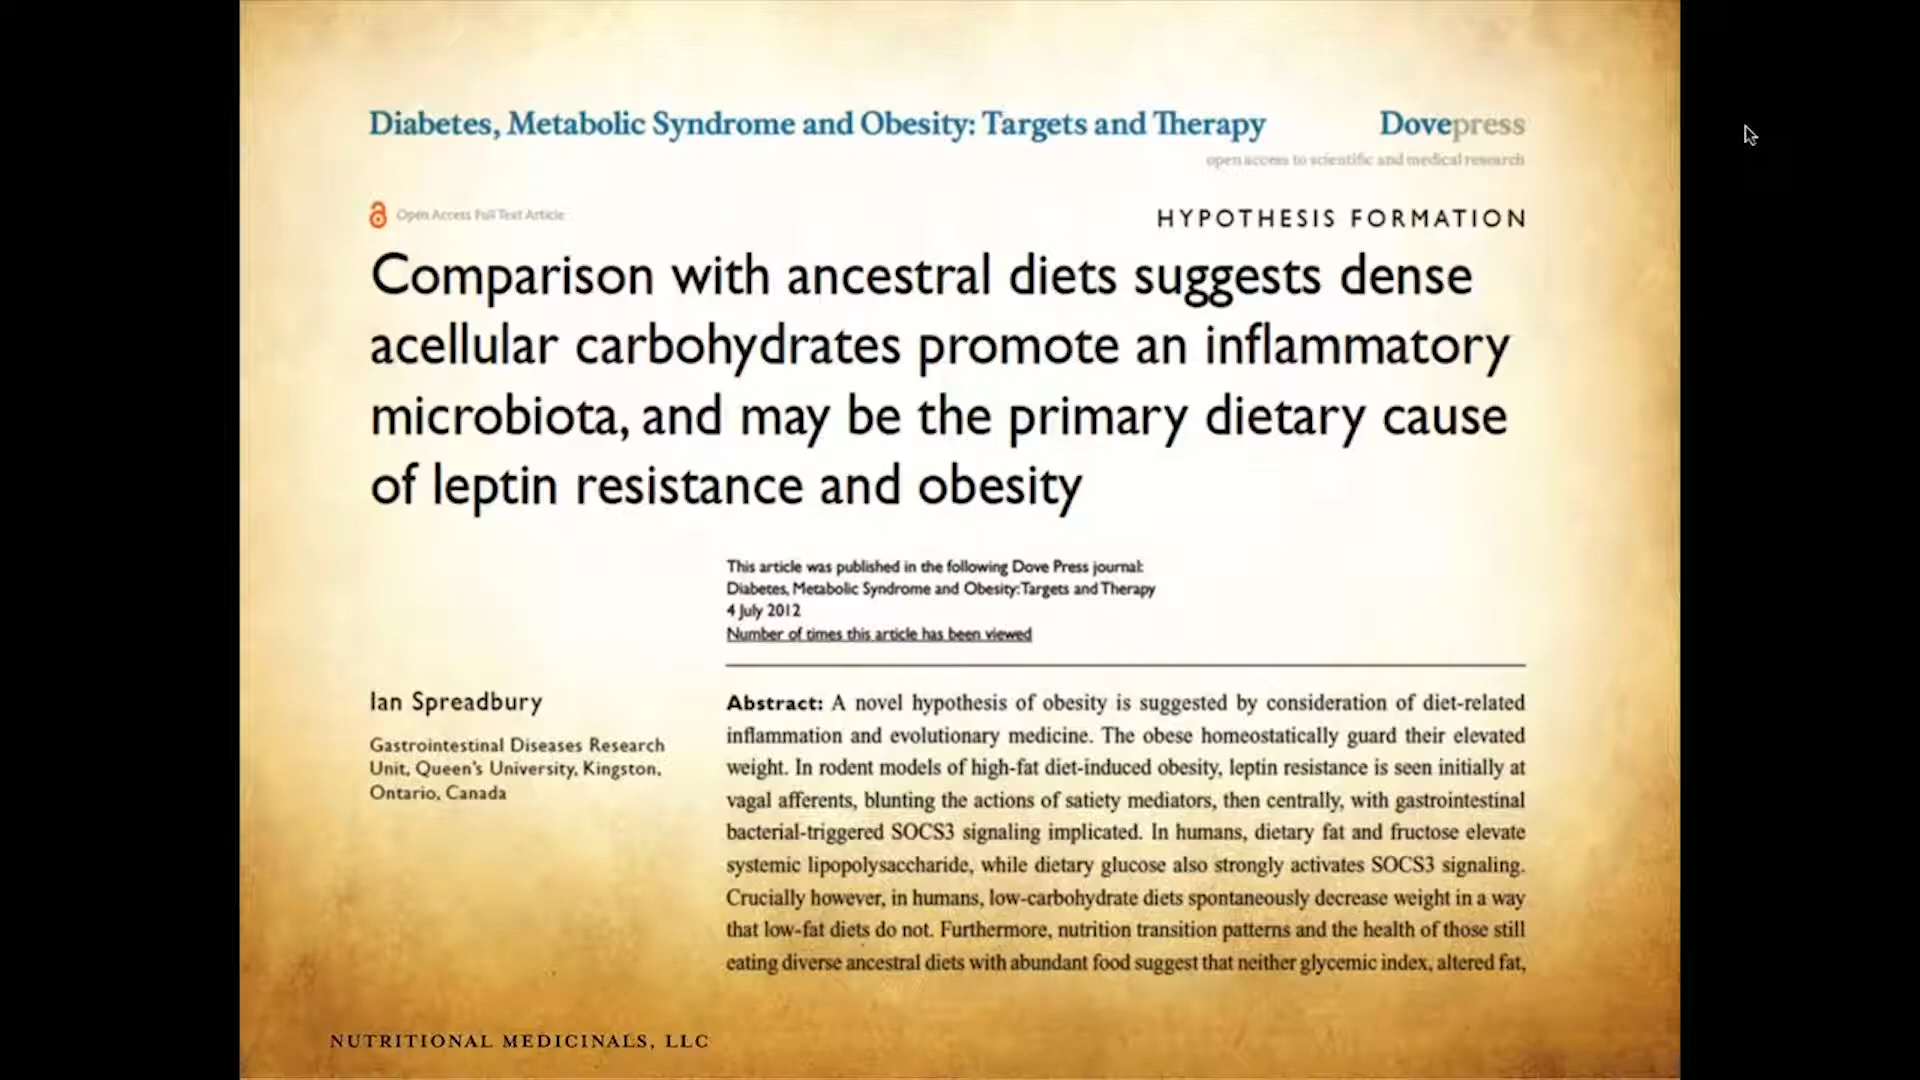 Diabetes, Metabolic Syndrome and Obesity: Targets and Therapy
Dovepress
open access to scientific and medical research
Open Access Full Text Article
HYPOTHESIS FORMATION
Comparison with ancestral diets suggests dense
acellular carbohydrates promote an inflammatory
microbiota, and may be the primary dietary cause
of leptin resistance and obesity
This article was published in the following Dove Press journal:
Diabetes, Metabolic Syndrome and Obesity: Targets and Therapy
4 July 2012
Number of times this article has been viewed
Ian Spreadbury
Gastrointestinal Diseases Research
Unit, Queen's University, Kingston,
Ontario, Canada
Abstract: A novel hypothesis of obesity is suggested by consideration of diet-related
inflammation and evolutionary medicine. The obese homeostatically guard their elevated
weight. In rodent models of high-fat diet-induced obesity, leptin resistance is seen initially at
vagal afferents, blunting the actions of satiety mediators, then centrally, with gastrointestinal
bacterial-triggered SOCS3 signaling implicated. In humans, dietary fat and fructose elevate
systemic lipopolysaccharide, while dietary glucose also strongly activates SOCS3 signaling.
Crucially however, in humans, low-carbohydrate diets spontaneously decrease weight in a way
that low-fat diets do not. Furthermore, nutrition transition patterns and the health of those still
eating diverse ancestral diets with abundant food suggest that neither glycemic index, altered fat,
NUTRITIONAL MEDICINALS, LLC